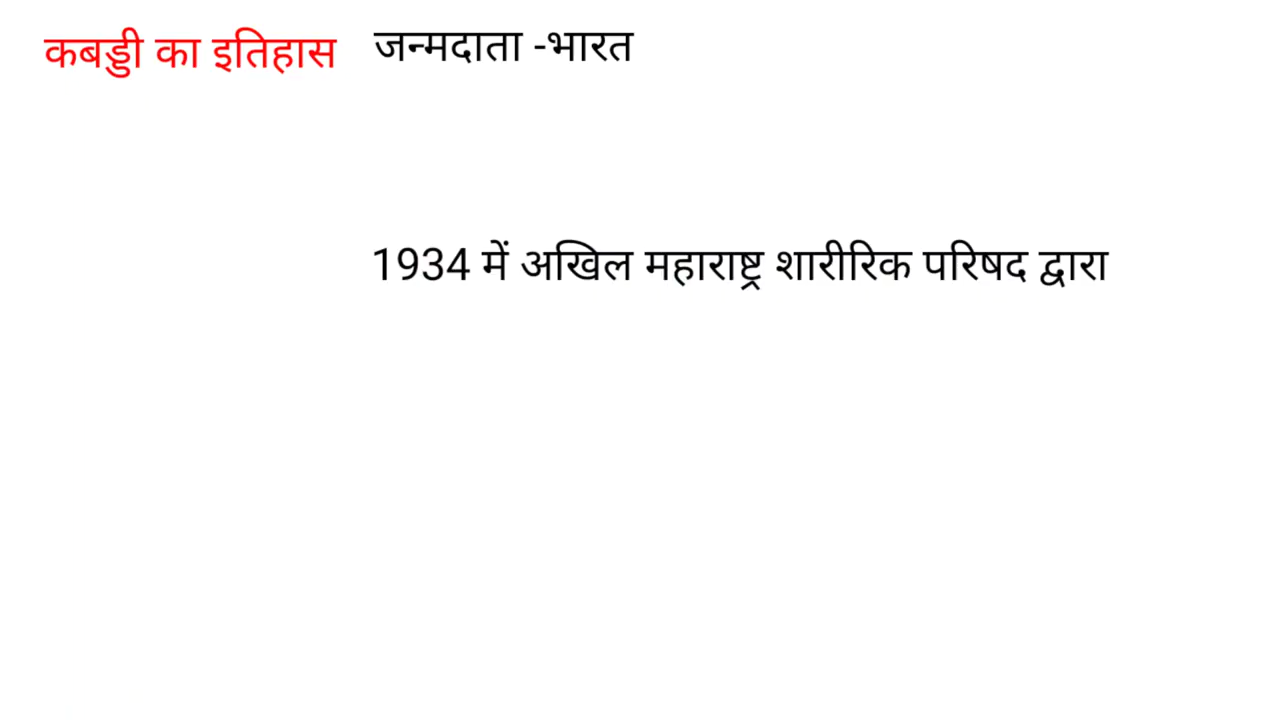 कबड्डी का इतिहास जन्मदाता -भारत
1934 में अखिल महाराष्ट्र शारीरिक परिषद द्वारा